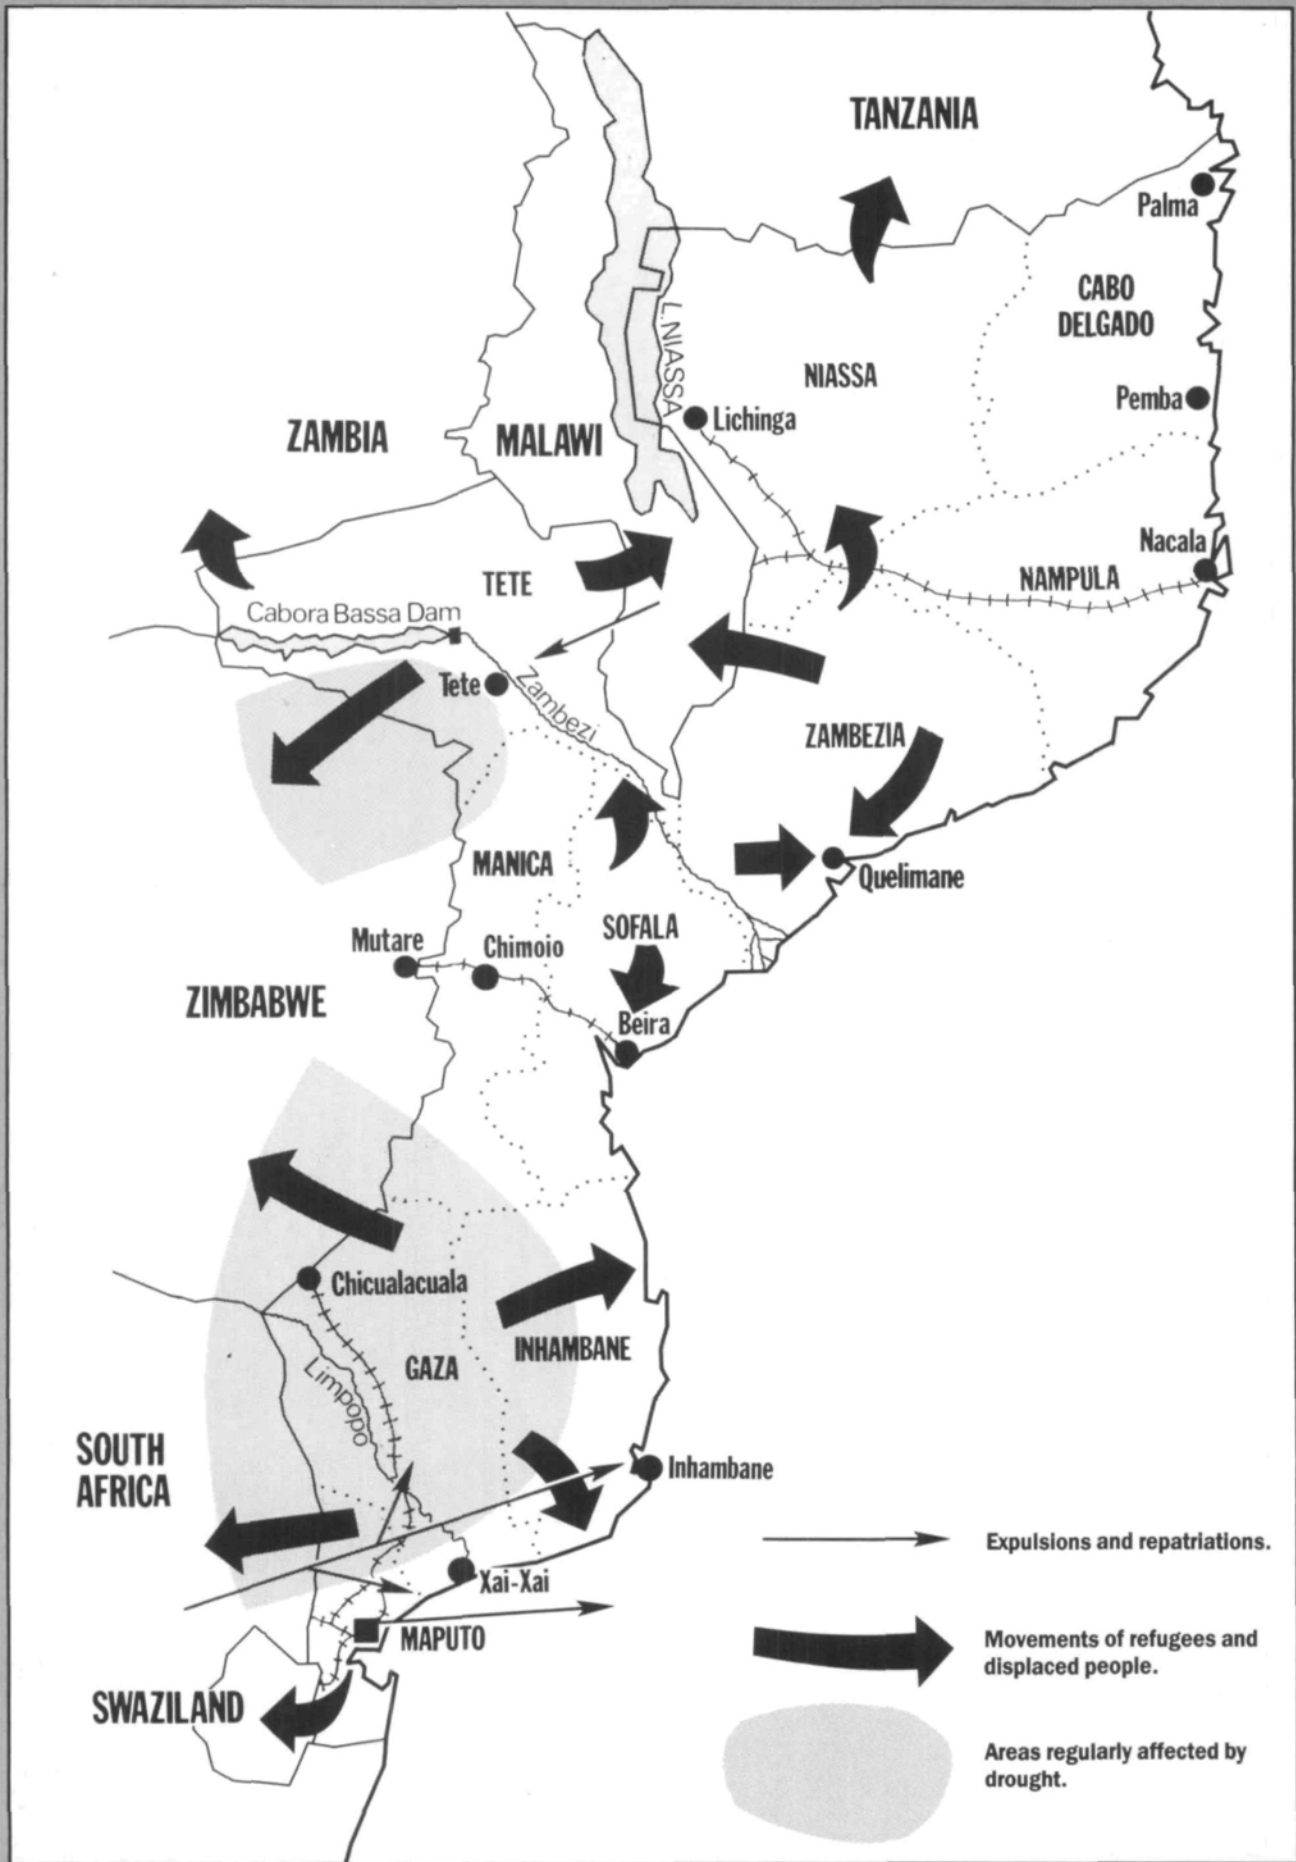 TANZANIA
Palma
CABO
DELGADO
L.NIASSA
NIASSA
Pemba
Lichinga
ZAMBIA
MALAWI
Nacala
NAMPULA
TETE
Cabora Bassa Dam
Tete
Zambezi
ZAMBEZIA
MANICA
Quelimane
SOFALA
Mutare
Chimoio
ZIMBABWE
Beira
Chicualacuala
INHAMBANE
GAZA
Limpopo
SOUTH
AFRICA
Inhambane
Xai-Xai
MAPUTO
SWAZILAND
Expulsions and repatriations.
Movements of refugees and
displaced people.
Areas regularly affected by
drought.